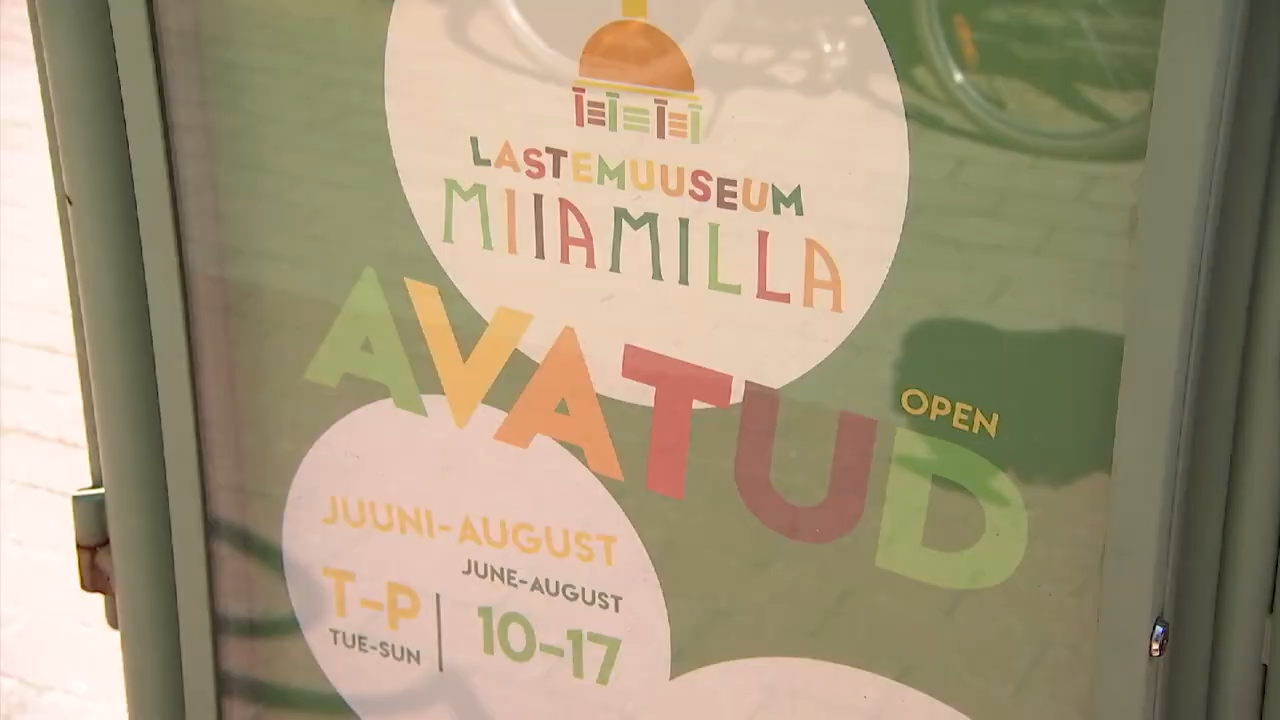 LASTEMUUSEUM
MIIAMILLA
AVATUD
OPEN
JUUNI-AUGUST
JUNE-AUGUST
T-P
TUE-SUN
10-17